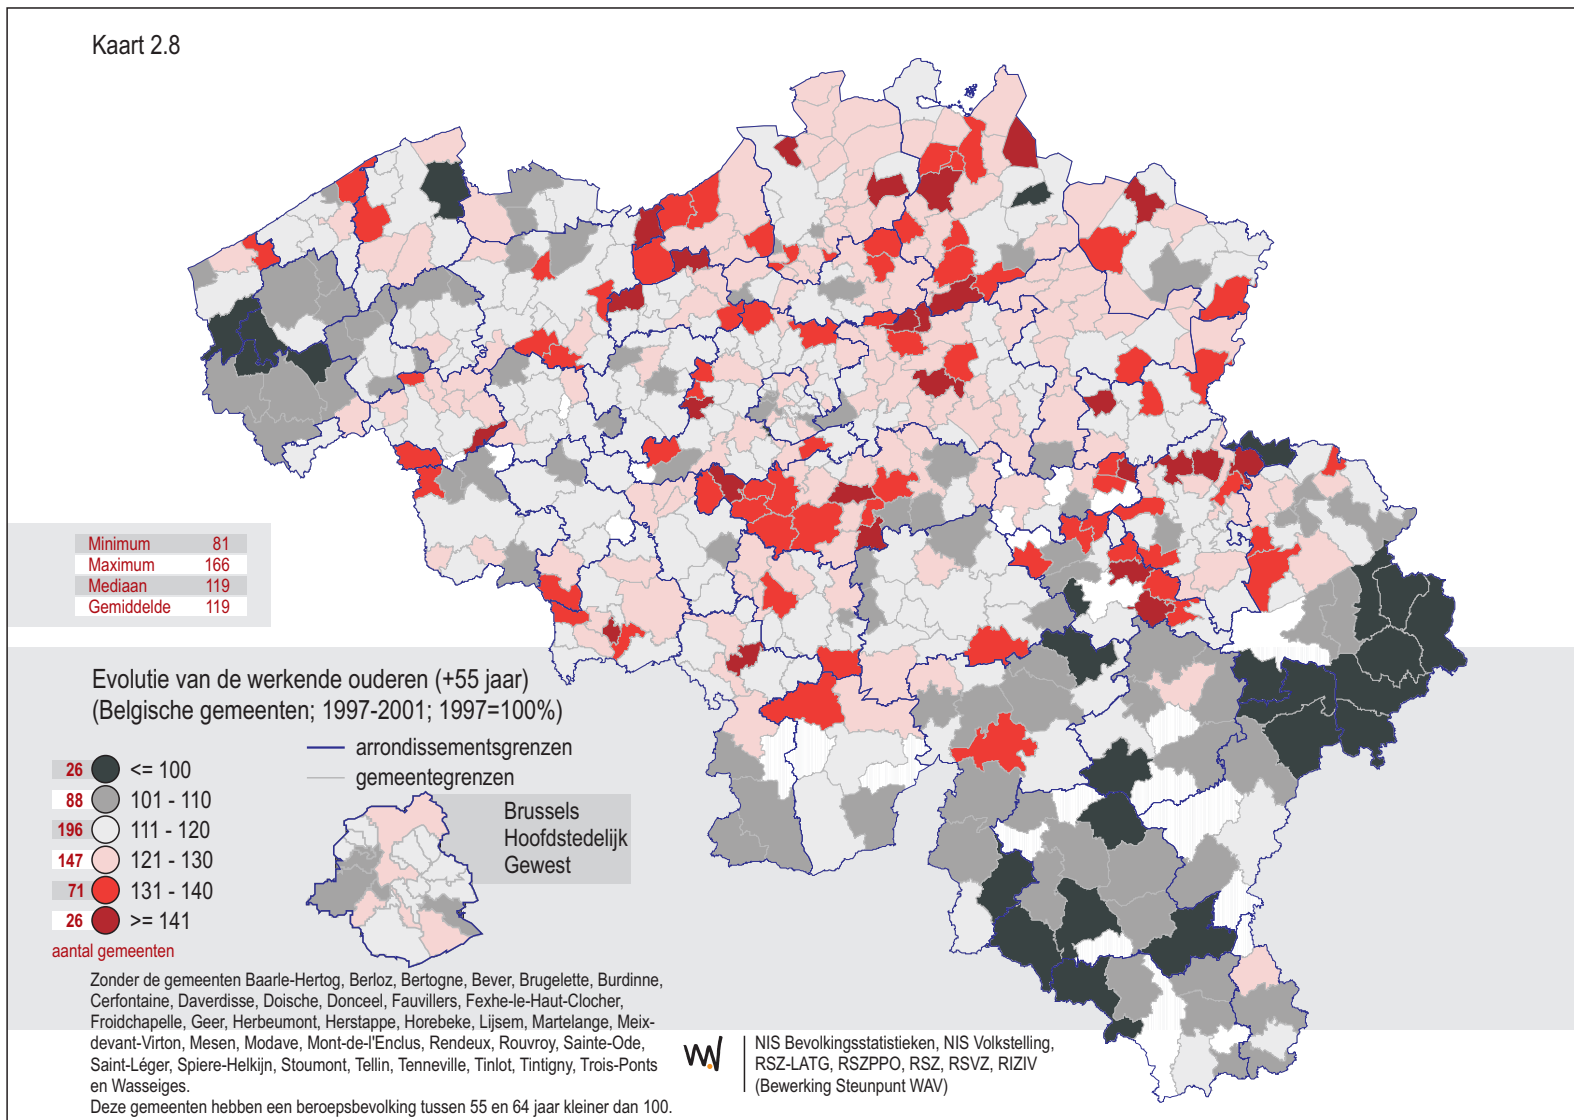 Kaart 2.8
Minimum 81
Maximum 166
Mediaan 119
Gemiddelde 119
Evolutie van de werkende ouderen (+55 jaar)
(Belgische gemeenten; 1997-2001; 1997=100%)
arrondissementsgrenzen
gemeentegrenzen
26 <= 100
88 101 - 110
196 111 - 120
147 121 - 130
71 131 - 140
26 >= 141
aantal gemeenten
Brussels
Hoofdstedelijk
Gewest
Zonder de gemeenten Baarle-Hertog, Berloz, Bertogne, Bever, Brugelette, Burdinne,
Cerfontaine, Daverdisse, Doische, Donceel, Fauvillers, Fexhe-le-Haut-Clocher,
Froidchapelle, Geer, Herbeumont, Herstappe, Horebeke, Lijsem, Martelange, Meix-
devant-Virton, Mesen, Modave, Mont-de-l'Enclus, Rendeux, Rouvroy, Sainte-Ode,
Saint-Léger, Spiere-Helkijn, Stoumont, Tellin, Tenneville, Tinlot, Tintigny, Trois-Ponts
en Wasseiges.
Deze gemeenten hebben een beroepsbevolking tussen 55 en 64 jaar kleiner dan 100.
NIS Bevolkingsstatistieken, NIS Volkstelling,
RSZ-LATG, RSZPPO, RSZ, RSVZ, RIZIV
(Bewerking Steunpunt WAV)